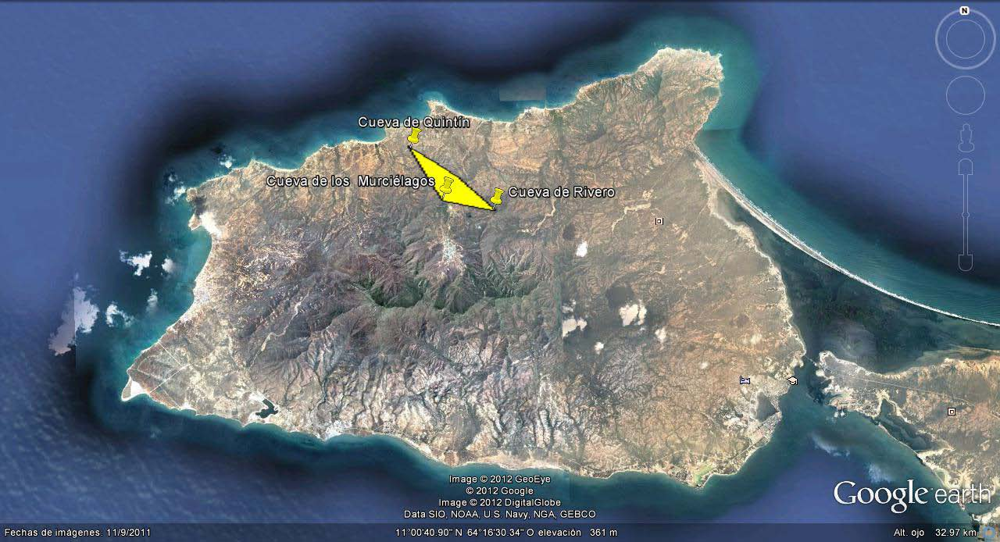 N
Cueva de Quintín
Cueva de los Murciélagos
Cueva de Rivero
Image © 2012 GeoEye
© 2012 Google
Image © 2012 DigitalGlobe
Data SIO, NOAA, U.S. Navy, NGA, GEBCO
Google earth
Fechas de imágenes: 11/9/2011 11°00'40.90" N 64°16'30.34" O elevación 361 m Alt. ojo 32.97 km